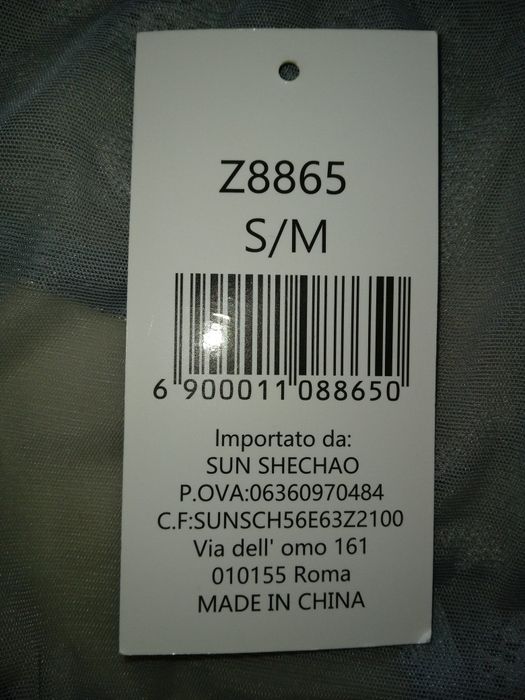 Z8865
S/M
6 900011 088650
Importato da:
SUN SHECHAO
P.OVA:06360970484
C.F:SUNSCH56E63Z2100
Via dell' omo 161
010155 Roma
MADE IN CHINA